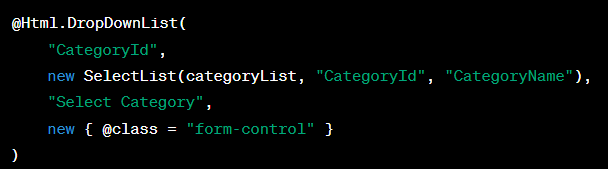 @Html.DropDownList(
    "CategoryId",
    new SelectList(categoryList, "CategoryId", "CategoryName"),
    "Select Category",
    new { @class = "form-control" }
)